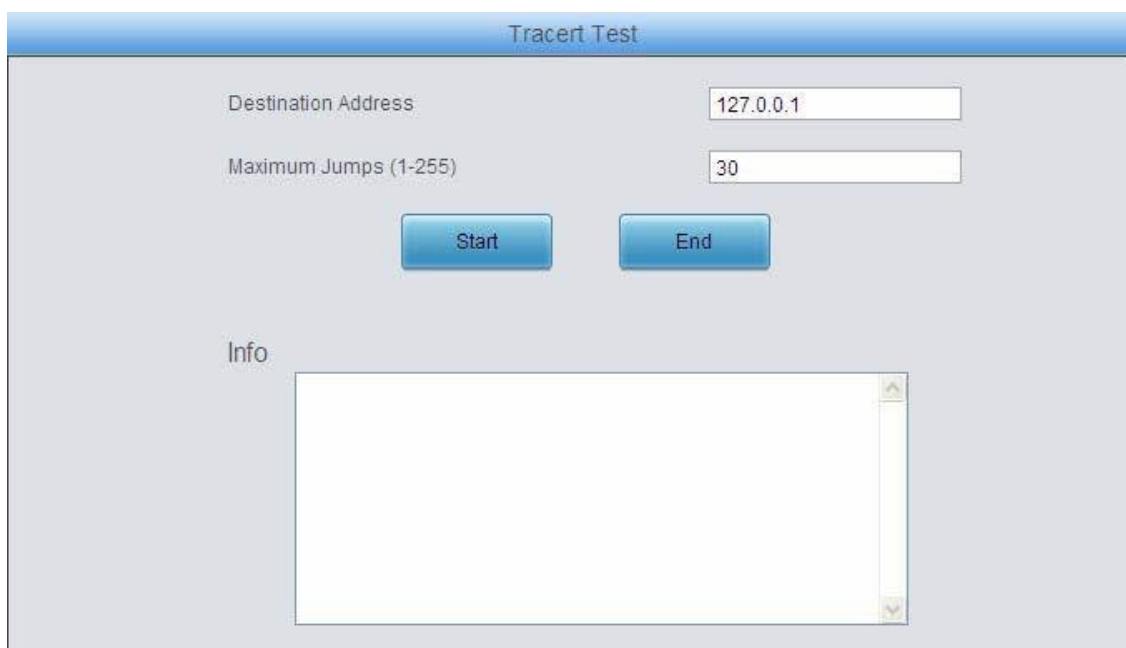 Tracert Test
Destination Address 127.0.0.1
Maximum Jumps (1-255) 30
Start End
Info